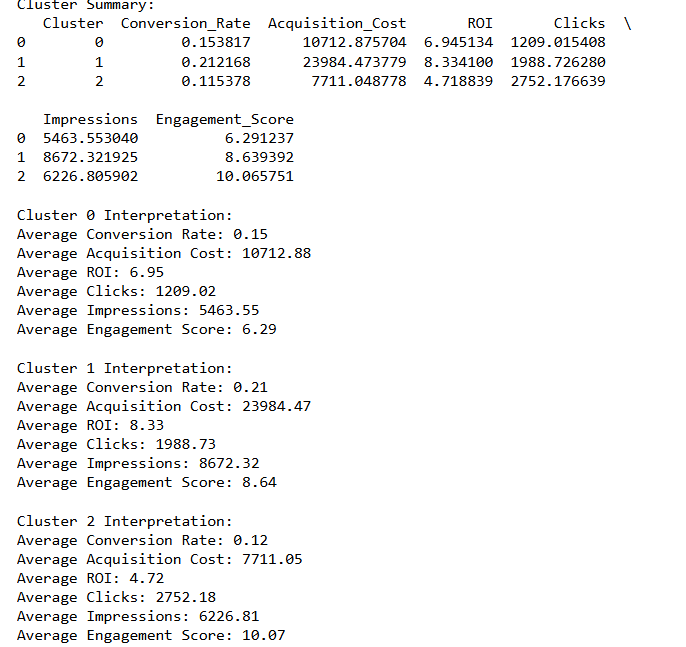 Cluster Summary:
   Cluster  Conversion_Rate  Acquisition_Cost       ROI       Clicks  \
0        0         0.153817      10712.875704  6.945134  1209.015408
1        1         0.212168      23984.473779  8.334100  1988.726280
2        2         0.115378       7711.048778  4.718839  2752.176639

   Impressions  Engagement_Score
0  5463.553040          6.291237
1  8672.321925          8.639392
2  6226.805902         10.065751

Cluster 0 Interpretation:
Average Conversion Rate: 0.15
Average Acquisition Cost: 10712.88
Average ROI: 6.95
Average Clicks: 1209.02
Average Impressions: 5463.55
Average Engagement Score: 6.29

Cluster 1 Interpretation:
Average Conversion Rate: 0.21
Average Acquisition Cost: 23984.47
Average ROI: 8.33
Average Clicks: 1988.73
Average Impressions: 8672.32
Average Engagement Score: 8.64

Cluster 2 Interpretation:
Average Conversion Rate: 0.12
Average Acquisition Cost: 7711.05
Average ROI: 4.72
Average Clicks: 2752.18
Average Impressions: 6226.81
Average Engagement Score: 10.07